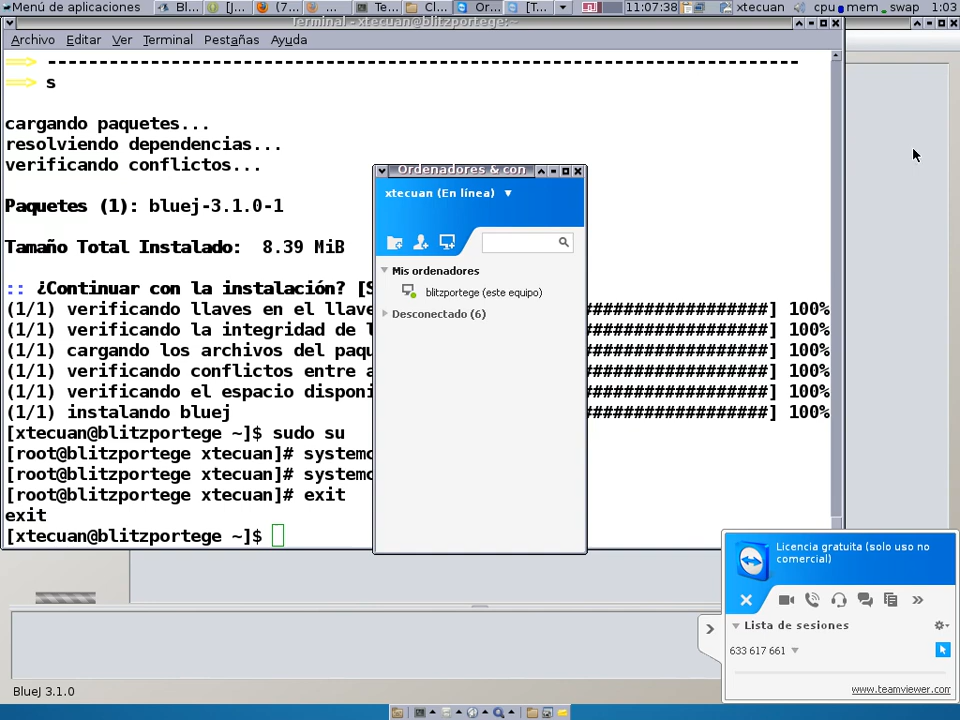 Menú de aplicaciones
Bl...
[J...
(7...
[...
Te...
Cl...
Or...
[T...
11:07:38
xtecuan
cpu
mem
swap
1:03
Terminal - xtecuan@blitzportege:~
Archivo Editar Ver Terminal Pestañas Ayuda
==> -------------------------------------------------------------------------
==> s
cargando paquetes...
resolviendo dependencias...
verificando conflictos...
Paquetes (1): bluej-3.1.0-1
Tamaño Total Instalado: 8.39 MiB
:: ¿Continuar con la instalación? [S
(1/1) verificando llaves en el llave ##################] 100%
(1/1) verificando la integridad de l ##################] 100%
(1/1) cargando los archivos del paqu ##################] 100%
(1/1) verificando conflictos entre a ##################] 100%
(1/1) verificando el espacio disponi ##################] 100%
(1/1) instalando bluej ##################] 100%
[xtecuan@blitzportege ~]$ sudo su
[root@blitzportege xtecuan]# systemc
[root@blitzportege xtecuan]# systemc
[root@blitzportege xtecuan]# exit
exit
[xtecuan@blitzportege ~]$
Ordenadores & con
xtecuan (En línea)
Mis ordenadores
blitzportege (este equipo)
Desconectado (6)
Licencia gratuita (solo uso no
comercial)
Lista de sesiones
633 617 661
www.teamviewer.com
BlueJ 3.1.0